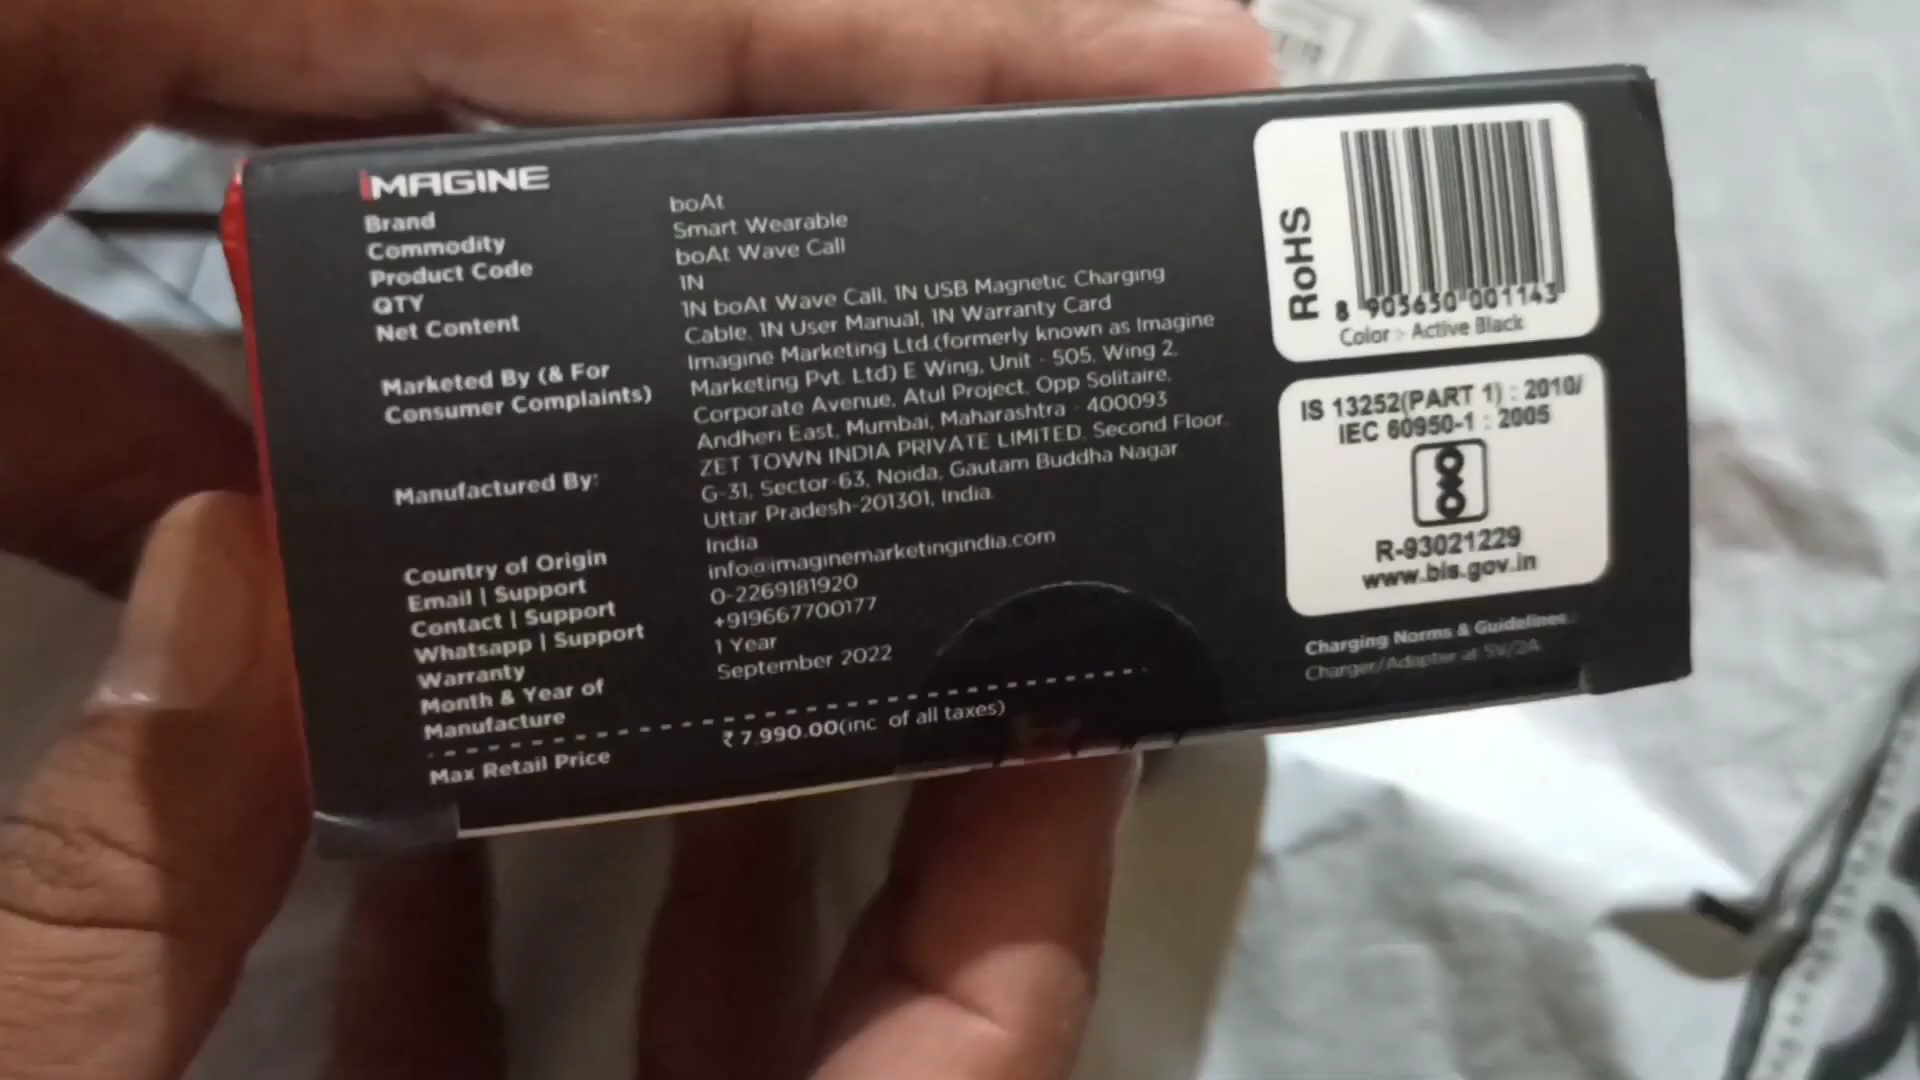 IMAGINE
Brand boAt
Commodity Smart Wearable
Product Code boAt Wave Call
QTY 1N
Net Content 1N boAt Wave Call, 1N USB Magnetic Charging
Cable, 1N User Manual, 1N Warranty Card
Marketed By (& For Imagine Marketing Ltd.(formerly known as Imagine
Consumer Complaints) Marketing Pvt. Ltd) E Wing, Unit - 505, Wing 2,
Corporate Avenue, Atul Project, Opp Solitaire,
Andheri East, Mumbai, Maharashtra - 400093
Manufactured By: ZET TOWN INDIA PRIVATE LIMITED, Second Floor,
G-31, Sector-63, Noida, Gautam Buddha Nagar
Uttar Pradesh-201301, India.
Country of Origin India
Email | Support info@imaginemarketingindia.com
Contact | Support 0-2269181920
Whatsapp | Support +919667700177
Warranty 1 Year
Month & Year of September 2022
Manufacture
Max Retail Price ₹ 7,990.00(inc of all taxes)
RoHS
8 905650 001143
Color :- Active Black
IS 13252(PART 1) : 2010/
IEC 60950-1 : 2005
R-93021229
www.bis.gov.in
Charging Norms & Guidelines
Charger/Adapter at 5V/2A